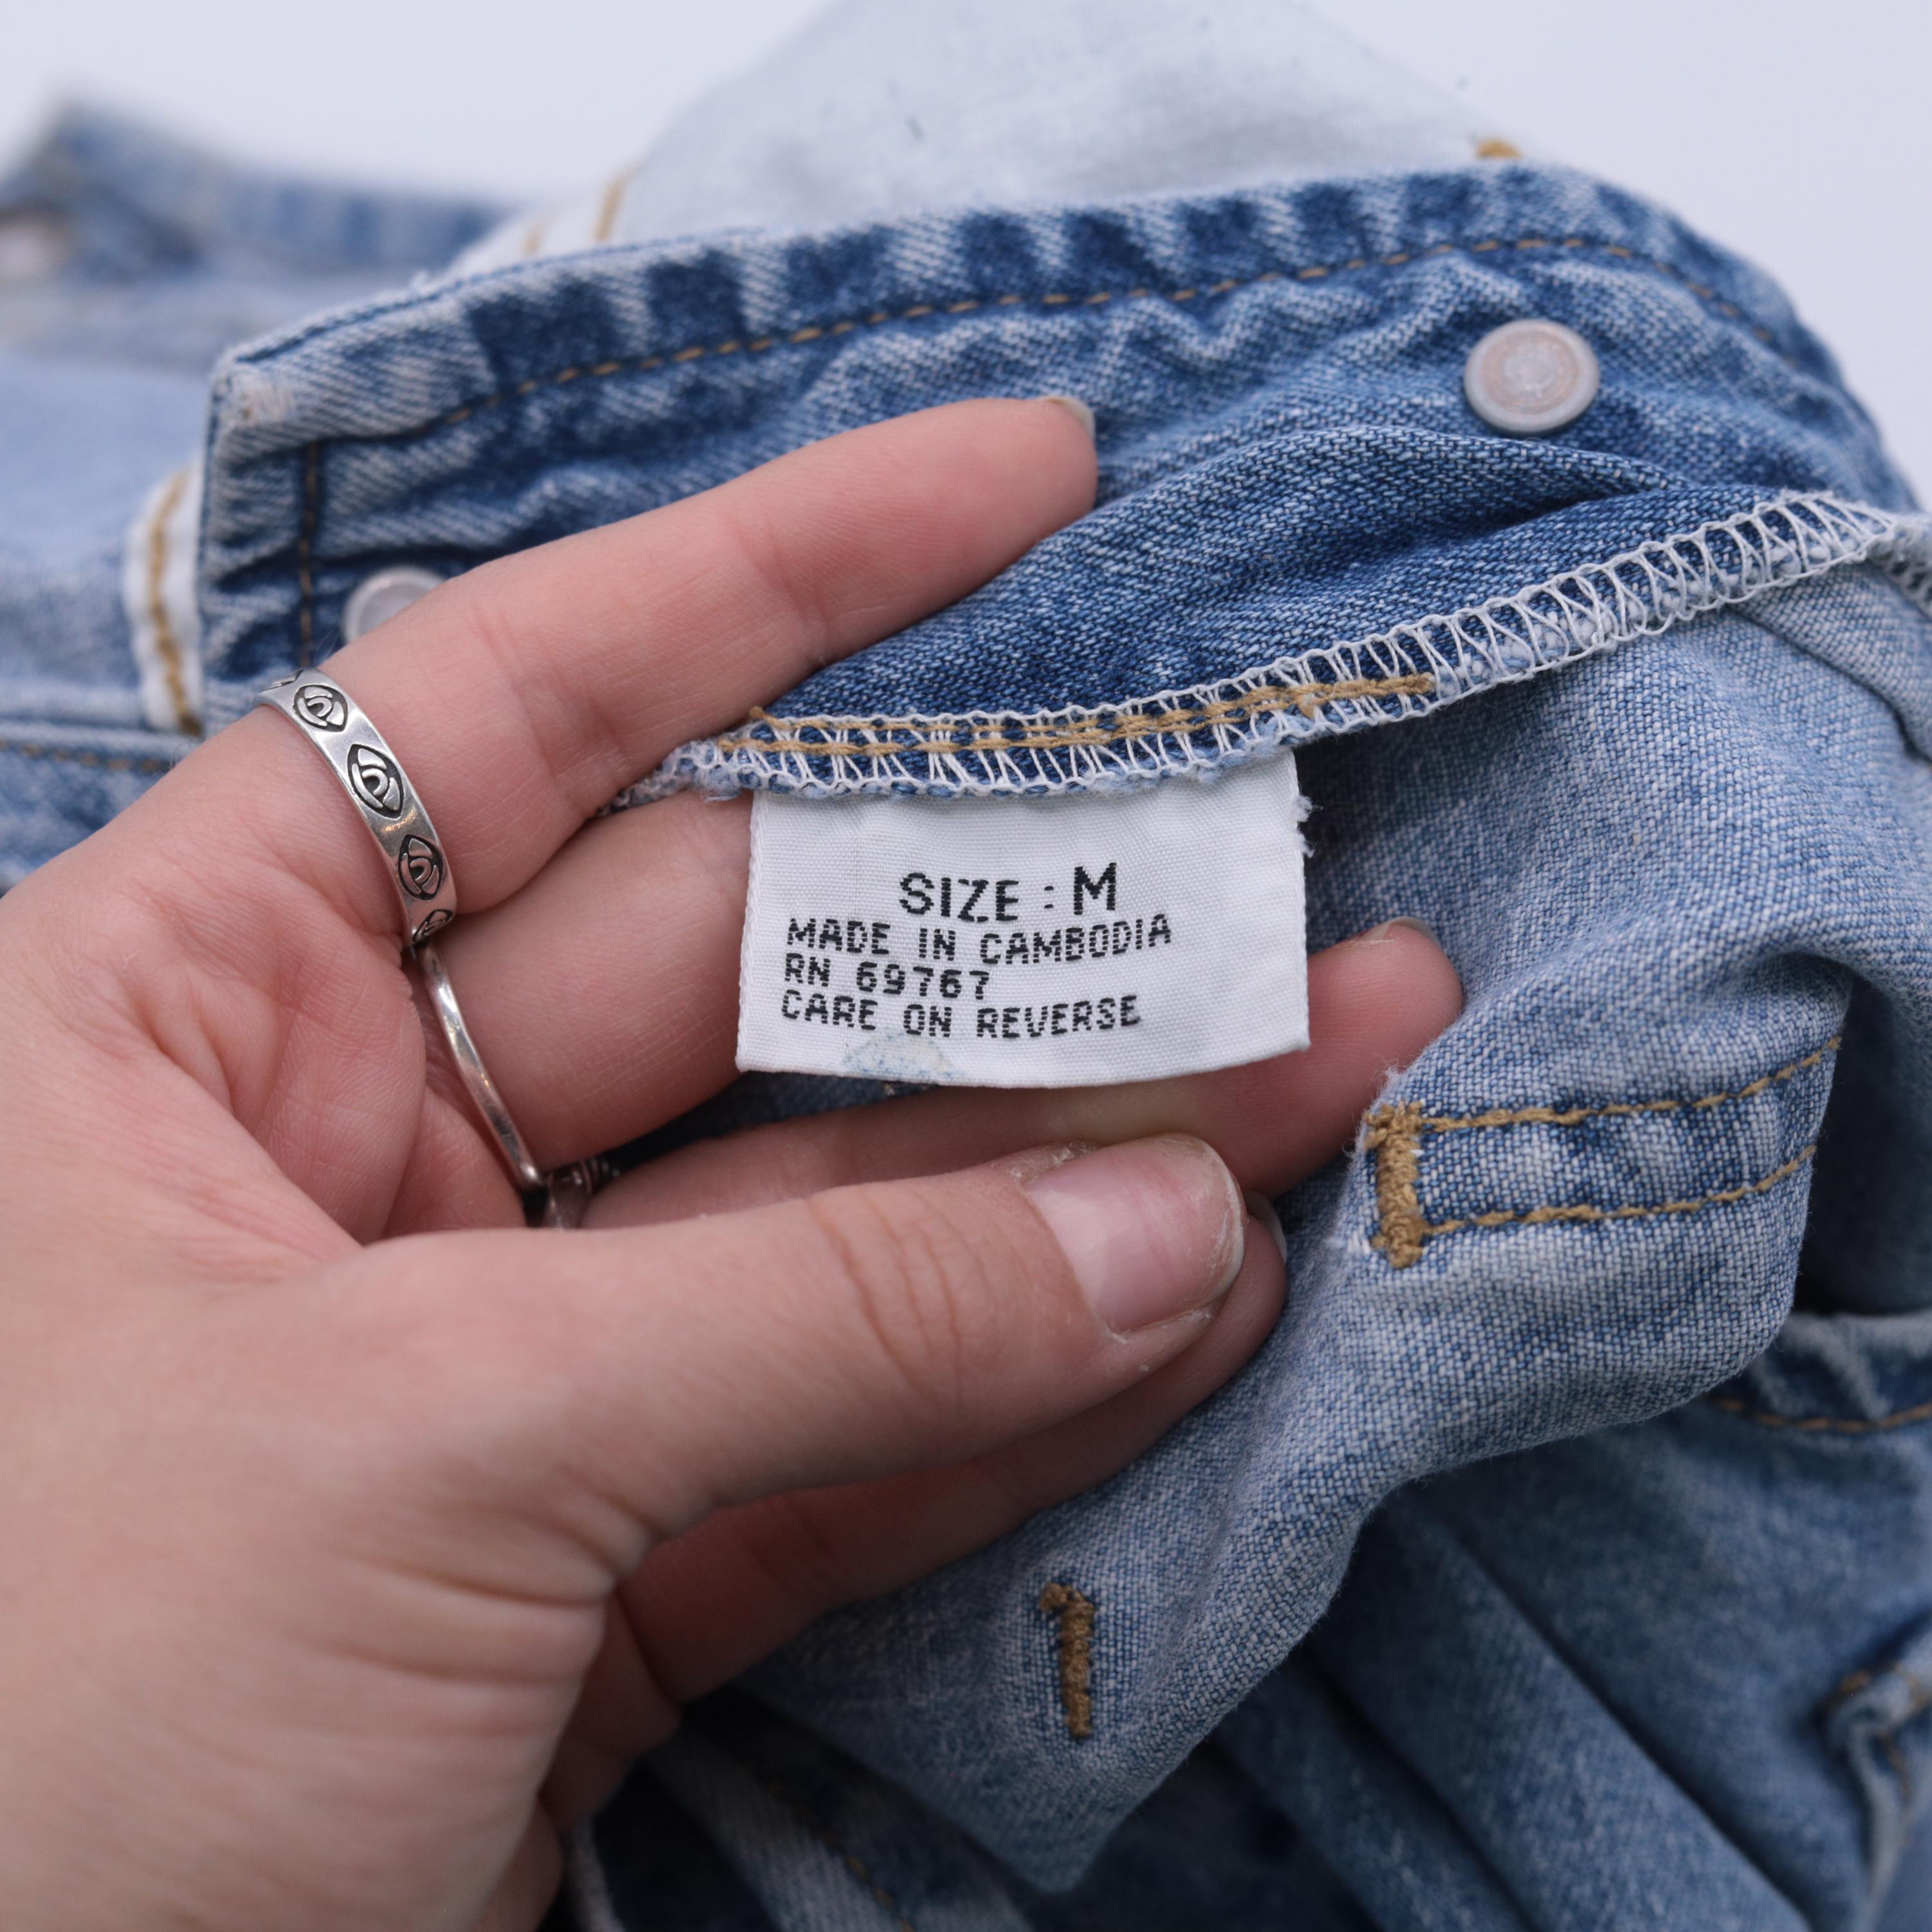 SIZE : M
MADE IN CAMBODIA
RN 69767
CARE ON REVERSE